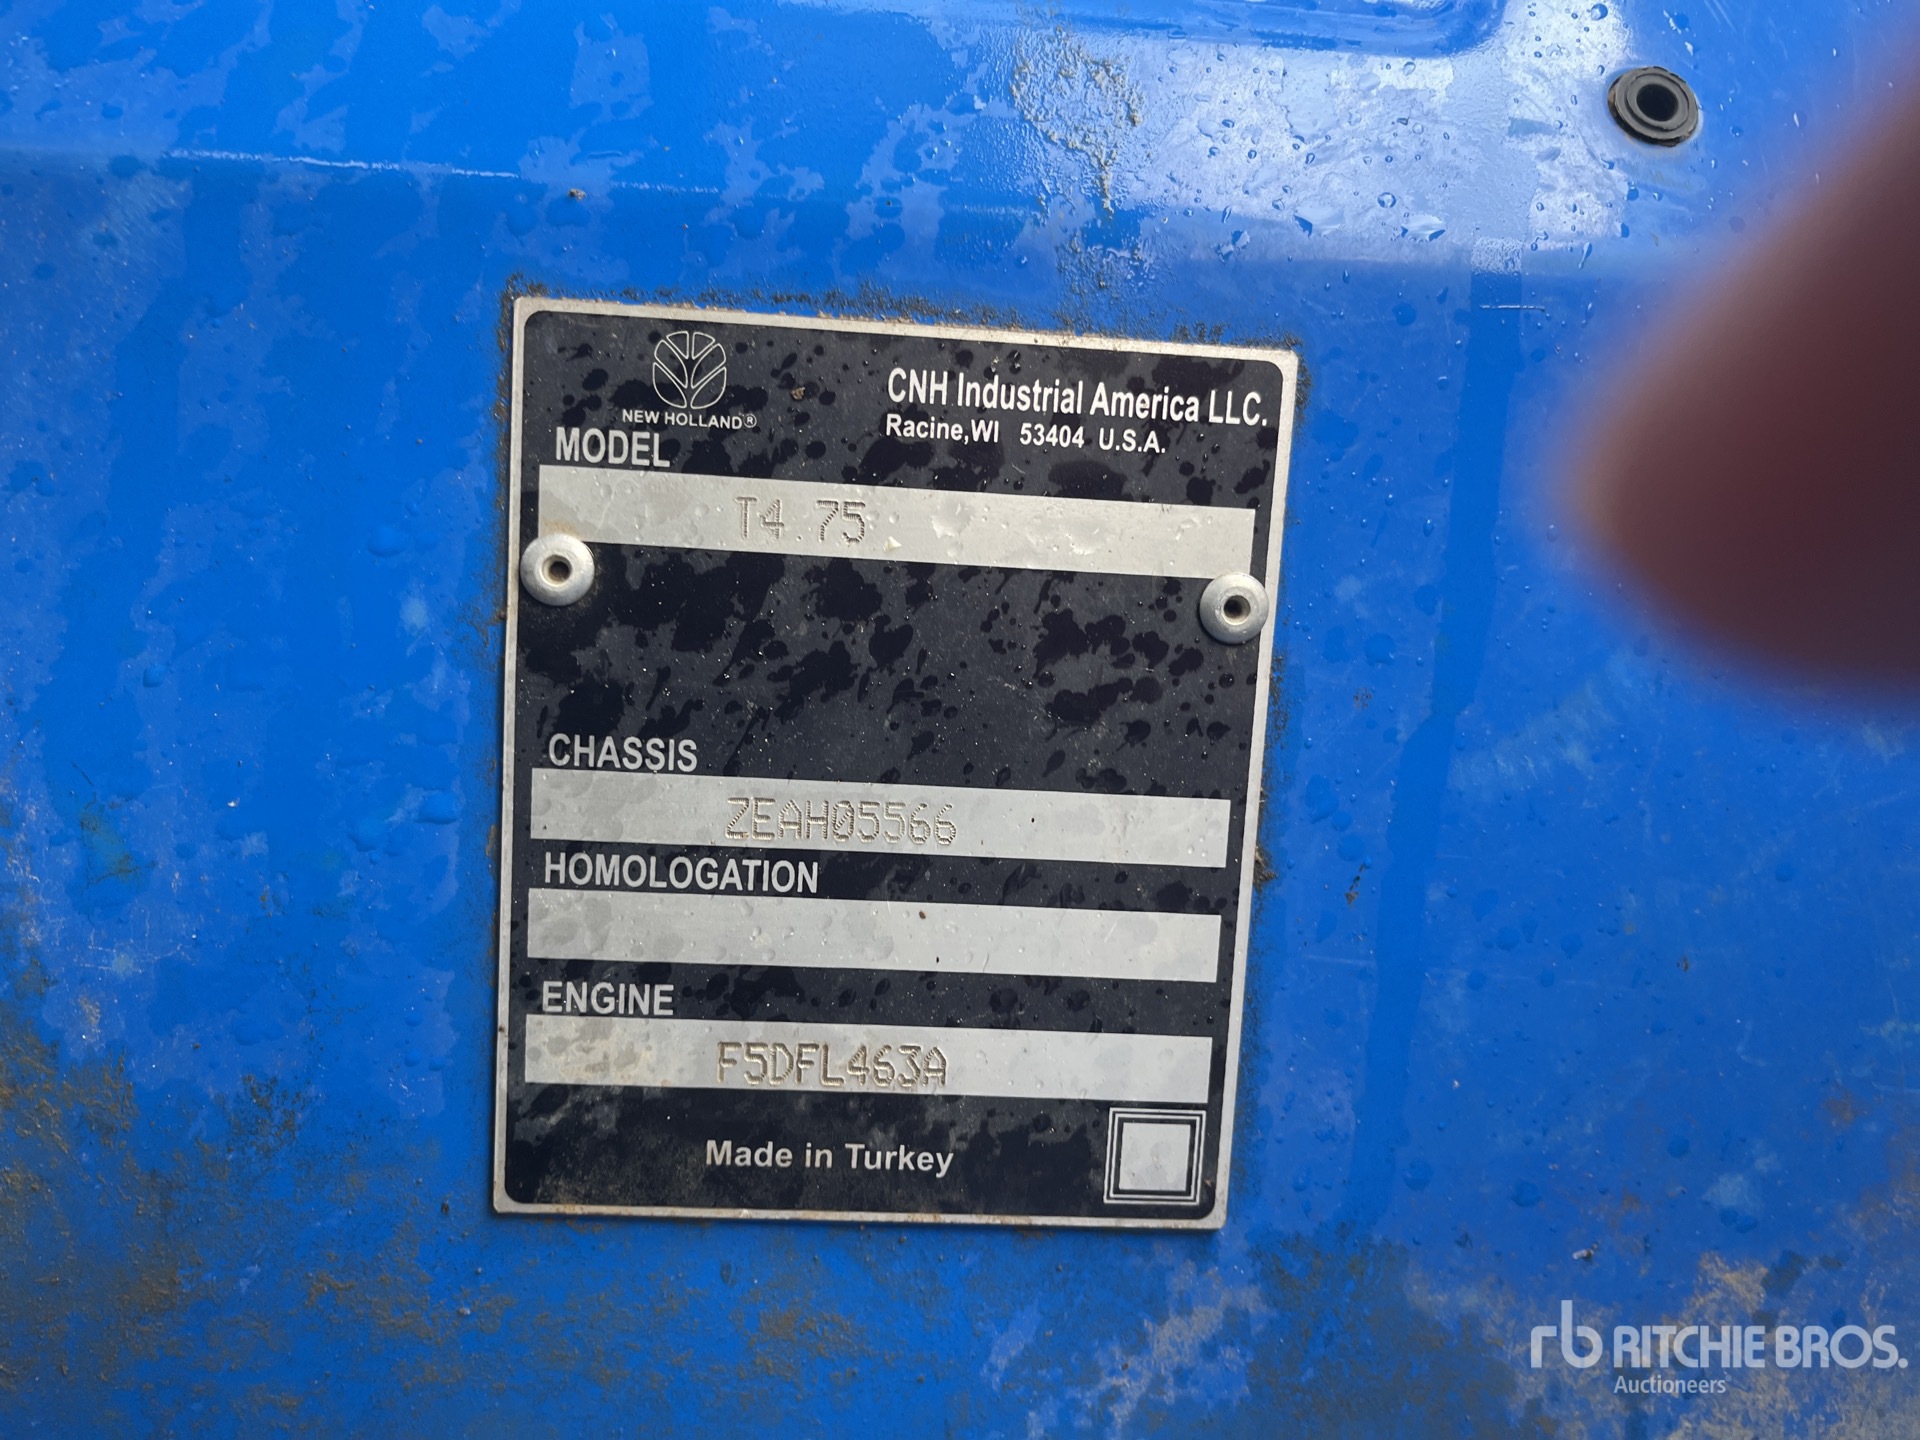 NEW HOLLAND®
CNH Industrial America LLC.
Racine,WI 53404 U.S.A.
MODEL
T4.75
CHASSIS
ZEAH05566
HOMOLOGATION
ENGINE
F5DFL463A
Made in Turkey
rb RITCHIE BROS.
Auctioneers